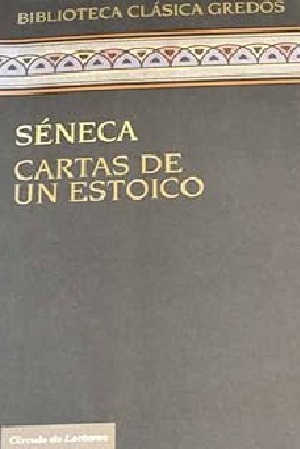 BIBLIOTECA CLÁSICA GREDOS
SÉNECA
CARTAS DE
UN ESTOICO
Círculo de Lectores